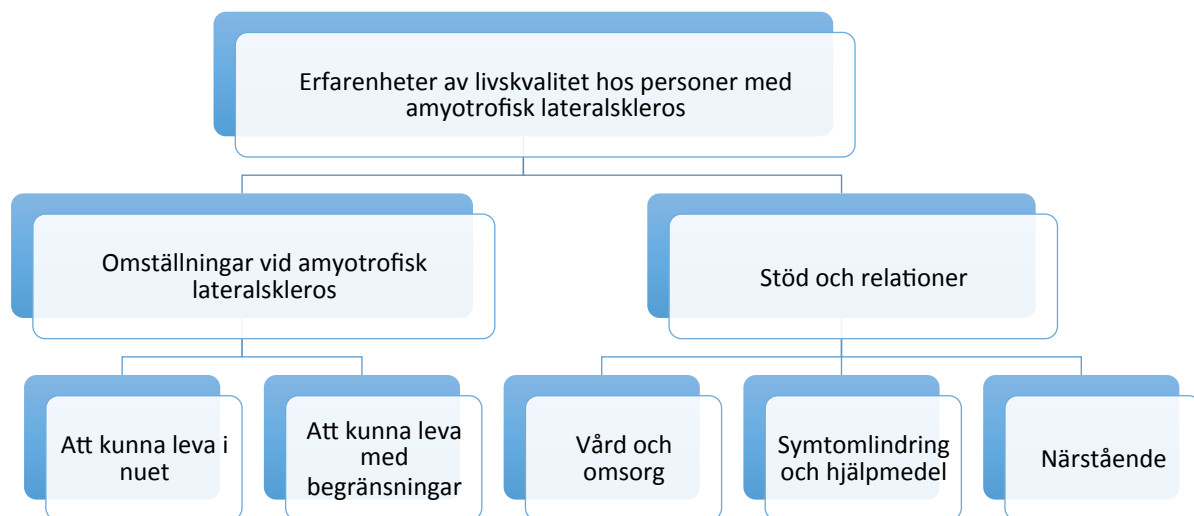 Erfarenheter av livskvalitet hos personer med
amyotrofisk lateralskleros
Omställningar vid amyotrofisk
lateralskleros
Stöd och relationer
Att kunna leva i
nuet
Att kunna leva
med
begränsningar
Vård och
omsorg
Symtomlindring
och hjälpmedel
Närstående